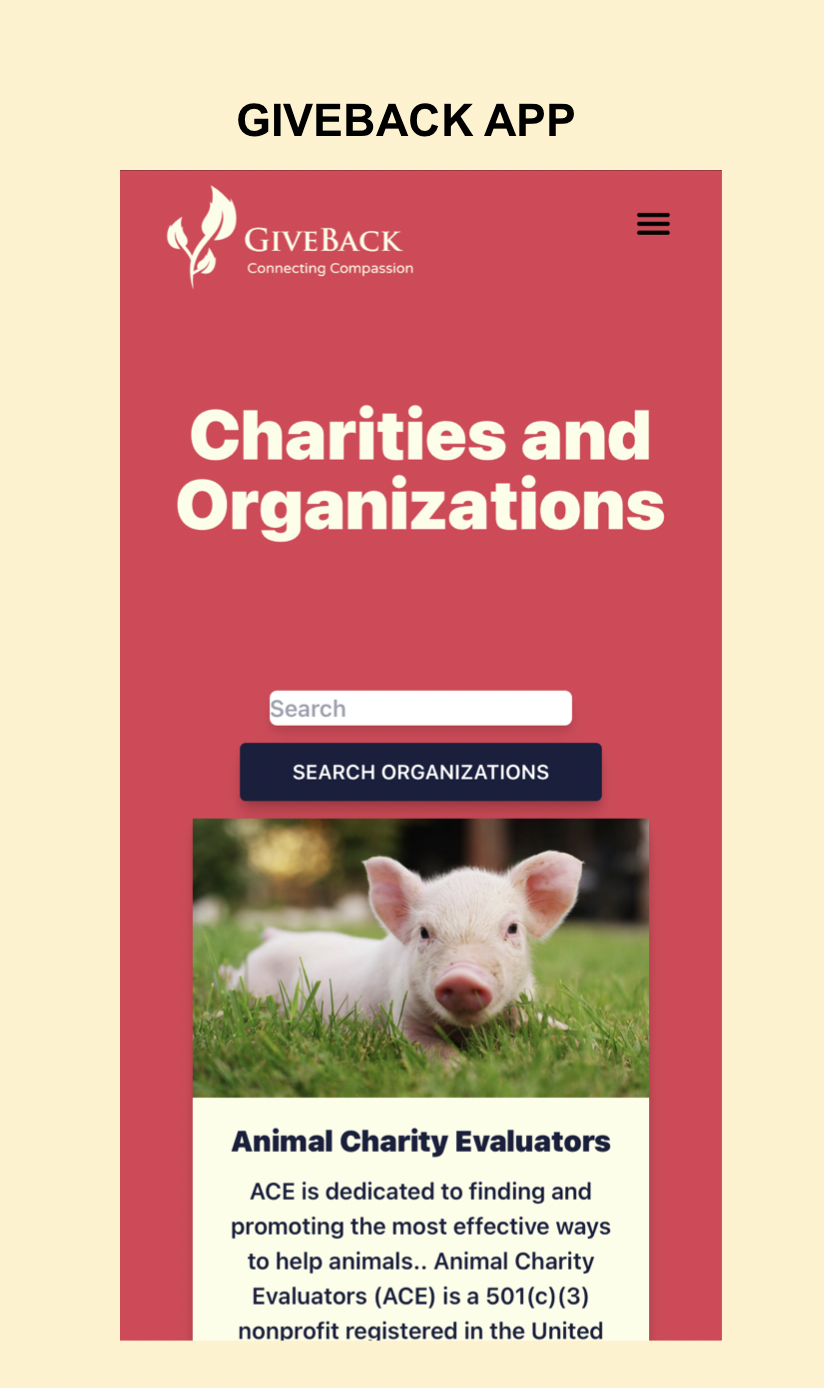 GIVEBACK APP
GIVEBACK
Connecting Compassion
Charities and
Organizations
Search
SEARCH ORGANIZATIONS
Animal Charity Evaluators
ACE is dedicated to finding and
promoting the most effective ways
to help animals.. Animal Charity
Evaluators (ACE) is a 501(c)(3)
nonprofit registered in the United